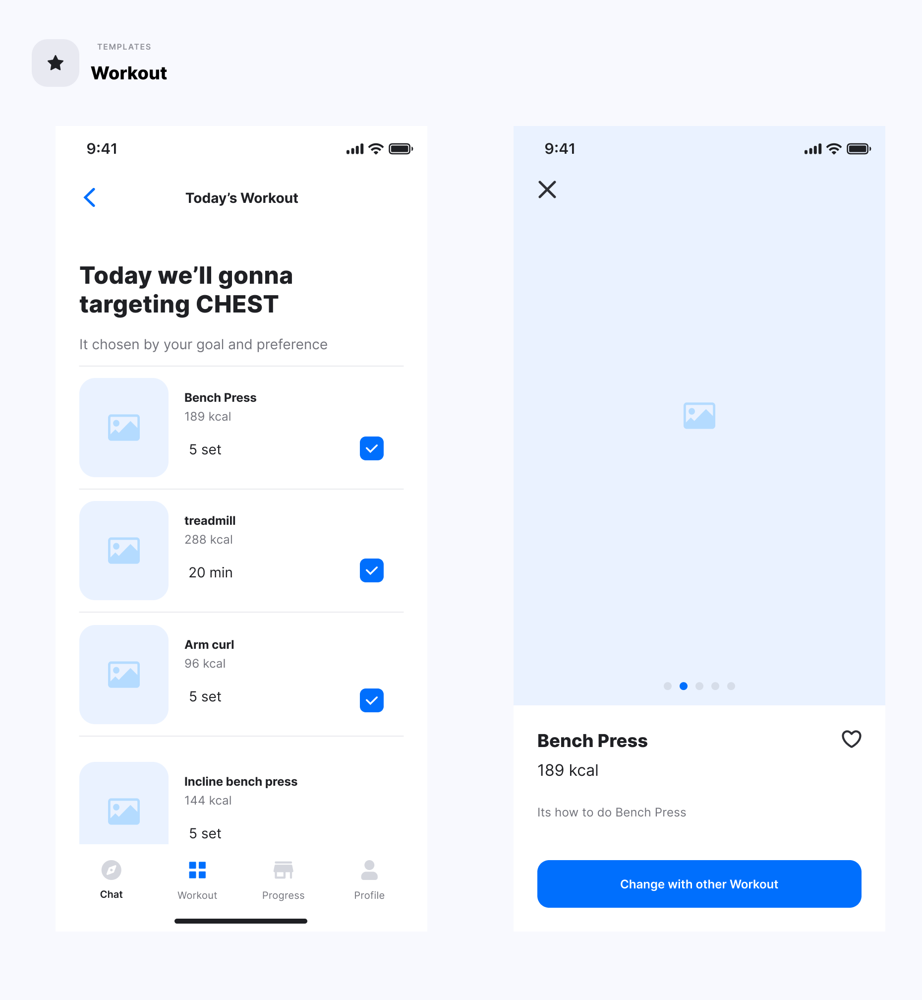 TEMPLATES
Workout
9:41
Today’s Workout
Today we’ll gonna
targeting CHEST
It chosen by your goal and preference
Bench Press
189 kcal
5 set
treadmill
288 kcal
20 min
Arm curl
96 kcal
5 set
Incline bench press
144 kcal
5 set
Chat
Workout
Progress
Profile
9:41
Bench Press
189 kcal
Its how to do Bench Press
Change with other Workout